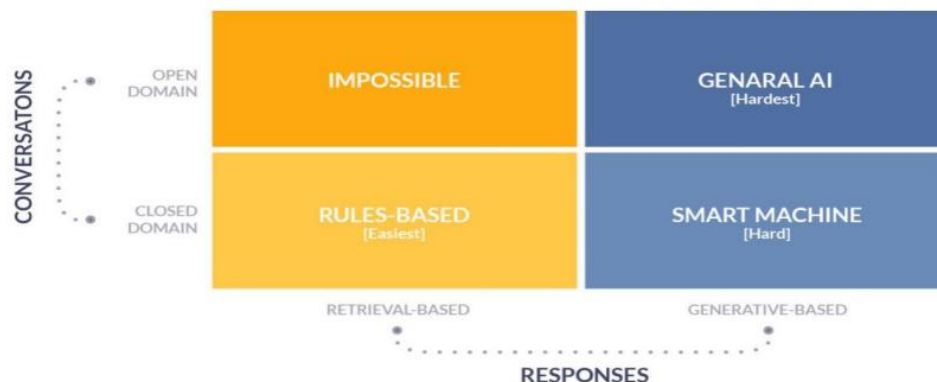 CONVERSATONS
OPEN
DOMAIN
IMPOSSIBLE
GENARAL AI
[Hardest]
CLOSED
DOMAIN
RULES-BASED
[Easiest]
SMART MACHINE
[Hard]
RETRIEVAL-BASED
GENERATIVE-BASED
RESPONSES